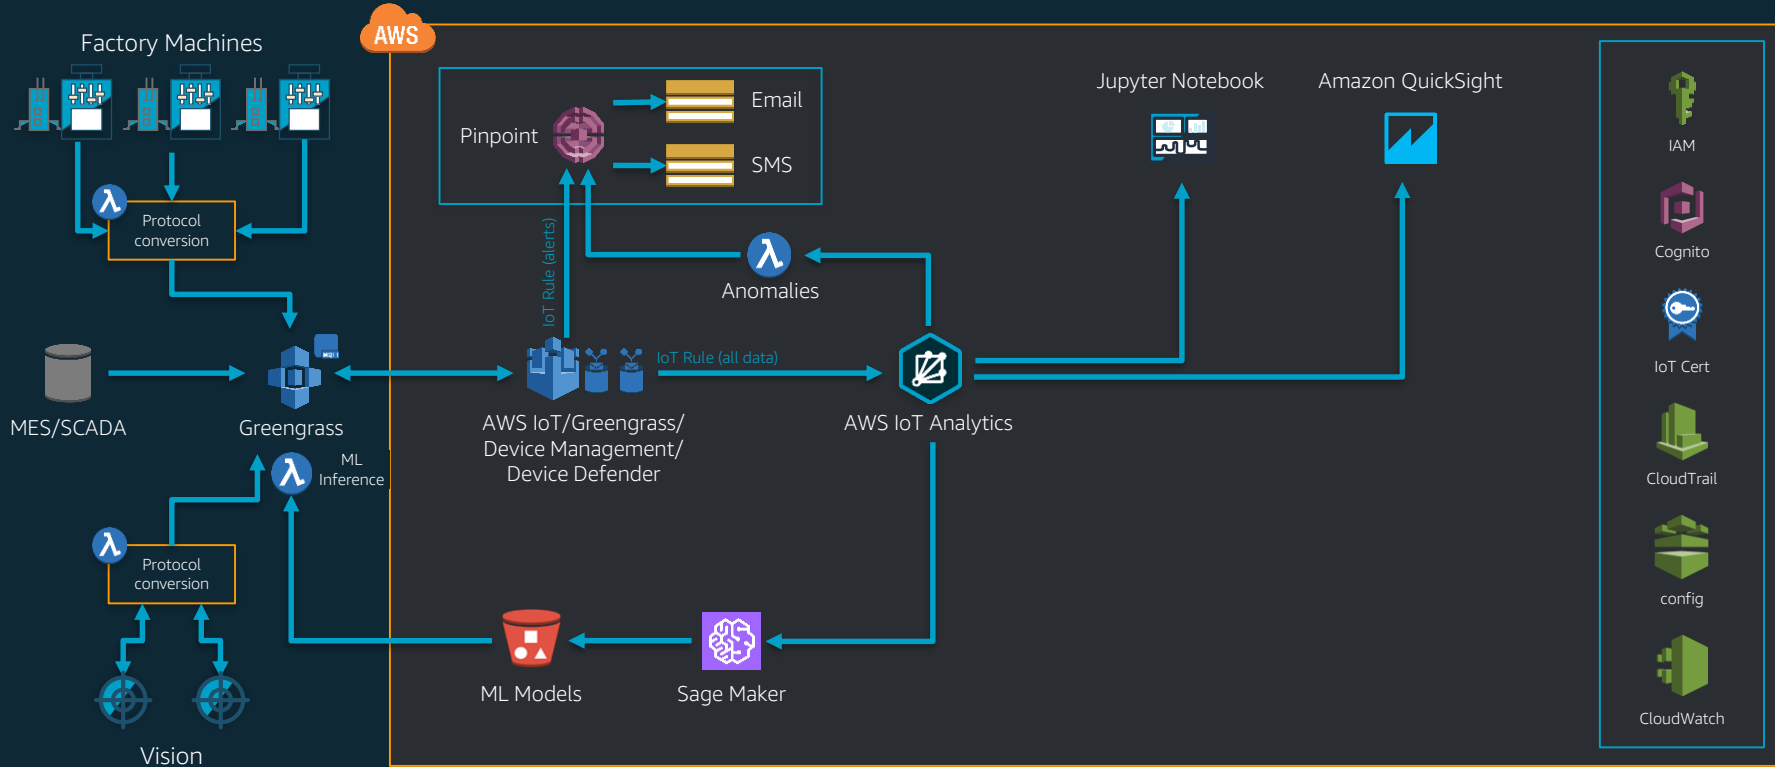 Factory Machines
AWS
Protocol
conversion
MES/SCADA
Greengrass
ML
Inference
Protocol
conversion
Vision
Pinpoint
Email
SMS
IoT Rule (alerts)
Anomalies
IoT Rule (all data)
AWS IoT/Greengrass/
Device Management/
Device Defender
AWS IoT Analytics
Jupyter Notebook
Amazon QuickSight
ML Models
Sage Maker
IAM
Cognito
IoT Cert
CloudTrail
config
CloudWatch